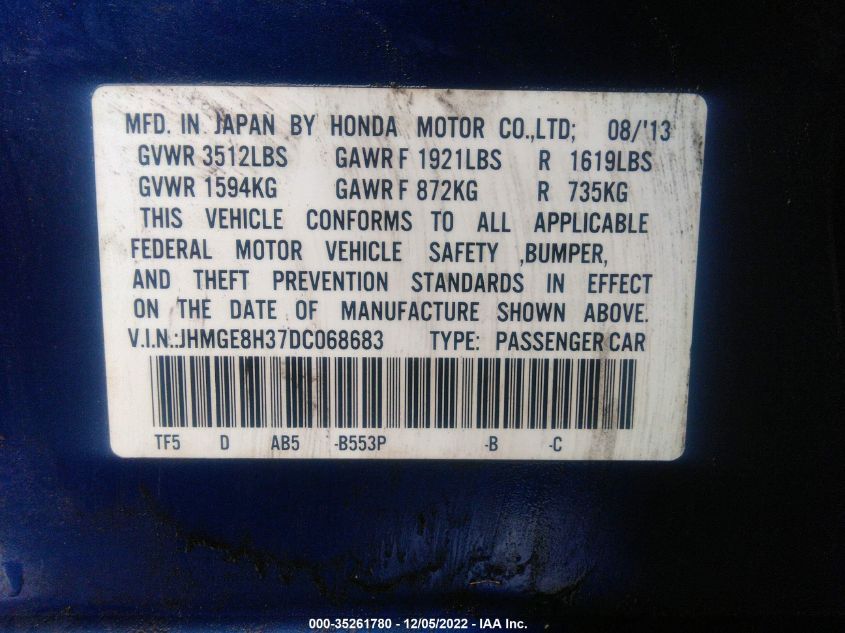 MFD. IN JAPAN BY HONDA MOTOR CO.,LTD; 08/'13
GVWR 3512LBS GAWR F 1921LBS R 1619LBS
GVWR 1594KG GAWR F 872KG R 735KG
THIS VEHICLE CONFORMS TO ALL APPLICABLE
FEDERAL MOTOR VEHICLE SAFETY ,BUMPER,
AND THEFT PREVENTION STANDARDS IN EFFECT
ON THE DATE OF MANUFACTURE SHOWN ABOVE.
V.I.N.:JHMGE8H37DC068683 TYPE: PASSENGER CAR
TF5 D AB5 -B553P -B -C
000-35261780 - 12/05/2022 - IAA Inc.